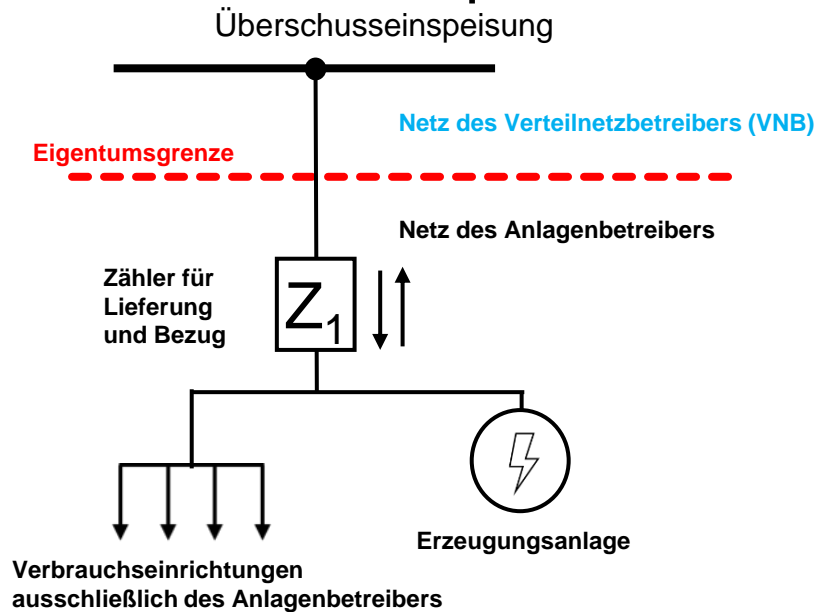 Überschusseinspeisung
Netz des Verteilnetzbetreibers (VNB)
Eigentumsgrenze
Netz des Anlagenbetreibers
Zähler für
Lieferung
und Bezug
Z1
Erzeugungsanlage
Verbrauchseinrichtungen
ausschließlich des Anlagenbetreibers